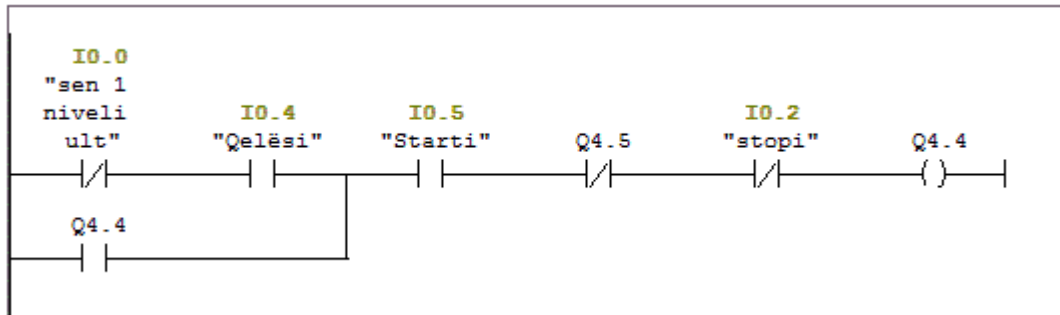 I0.0
"sen 1
niveli
ult"
I0.4
"Qelësi"
I0.5
"Starti"
Q4.5
I0.2
"stopi"
Q4.4
Q4.4